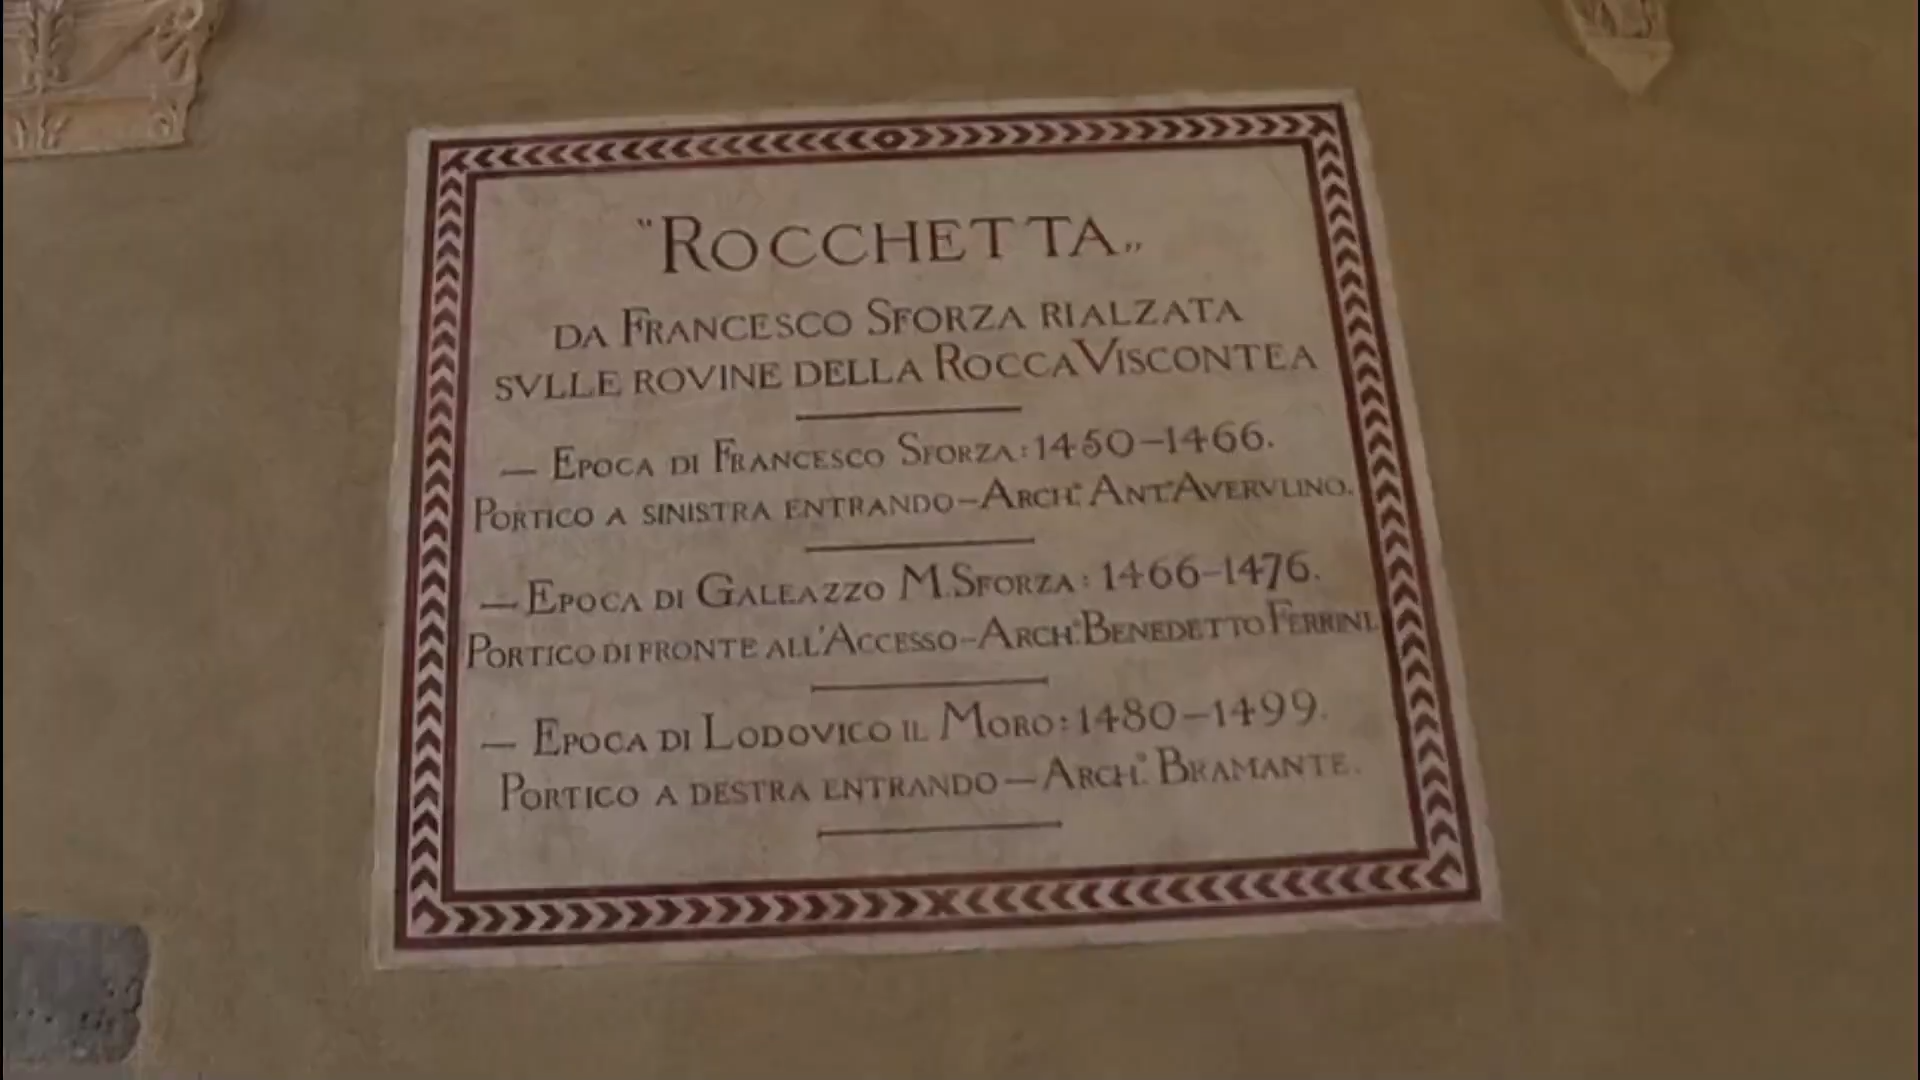 "ROCCHETTA„
DA FRANCESCO SFORZA RIALZATA
SVLLE ROVINE DELLA ROCCA VISCONTEA
— EPOCA DI FRANCESCO SFORZA: 1450-1466.
PORTICO A SINISTRA ENTRANDO-ARCH.º ANT.º AVERVLINO.
— EPOCA DI GALEAZZO M. SFORZA: 1466-1476.
PORTICO DI FRONTE ALL'ACCESSO-ARCH.º BENEDETTO FERRINI.
— EPOCA DI LODOVICO IL MORO: 1480-1499.
PORTICO A DESTRA ENTRANDO — ARCH.º BRAMANTE.